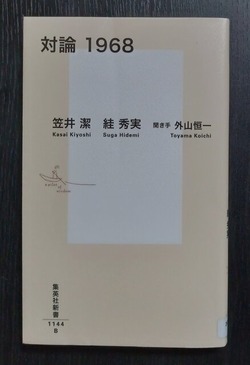 対論 1968
笠井 潔 絓 秀実 聞き手 外山恒一
Kasai Kiyoshi Suga Hidemi Toyama Koichi
集英社新書
1144
B